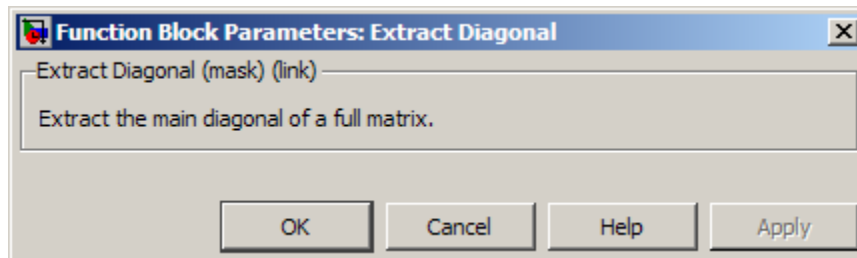 Function Block Parameters: Extract Diagonal
Extract Diagonal (mask) (link)
Extract the main diagonal of a full matrix.
OK Cancel Help Apply